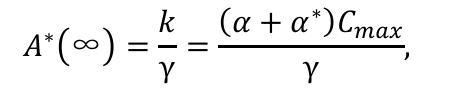 A*(∞) = k/γ = (α + α*)C_max/γ,